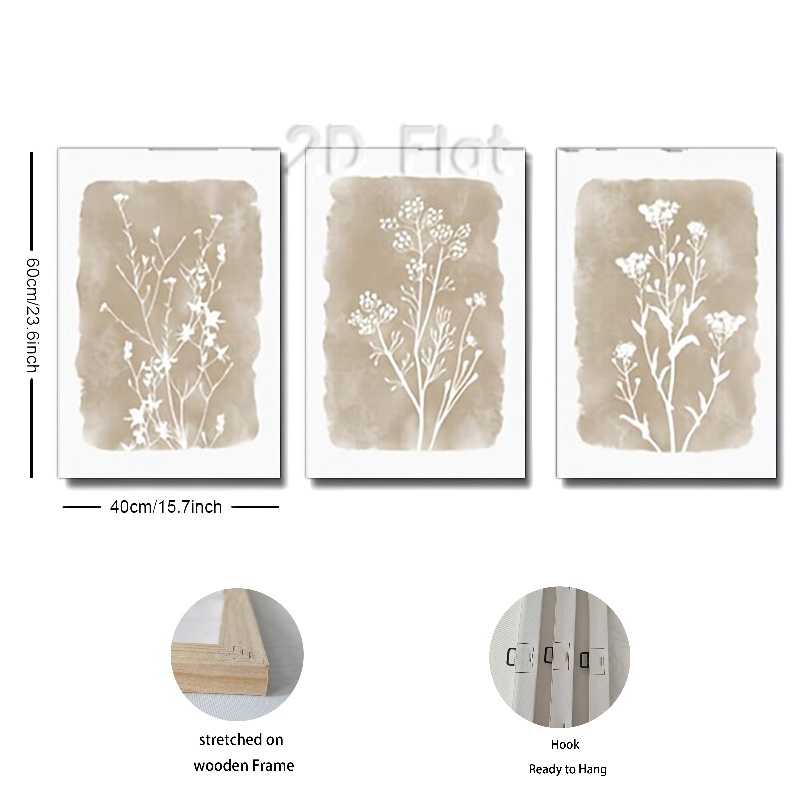 2D Flat
60cm/23.6inch
40cm/15.7inch
stretched on
wooden Frame
Hook
Ready to Hang